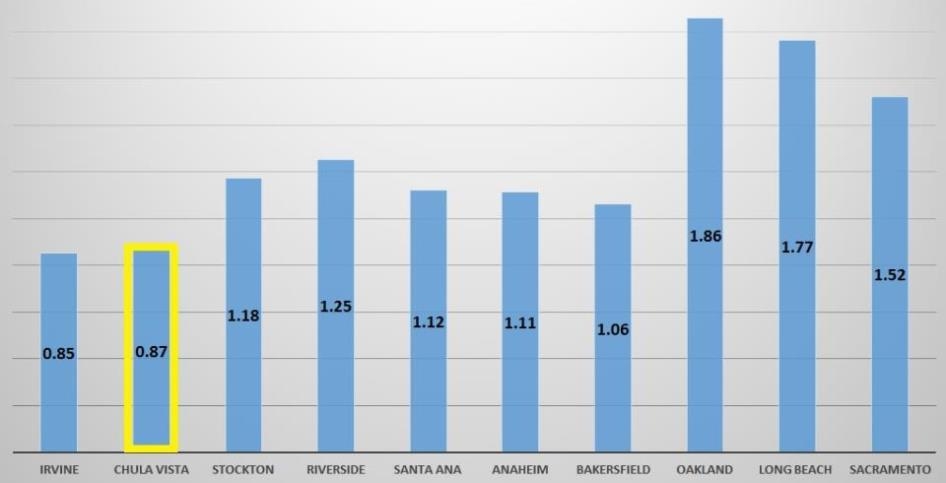 1.86
1.77
1.52
1.25
1.18
1.12
1.11
1.06
0.85
0.87
IRVINE
CHULA VISTA
STOCKTON
RIVERSIDE
SANTA ANA
ANAHEIM
BAKERSFIELD
OAKLAND
LONG BEACH
SACRAMENTO